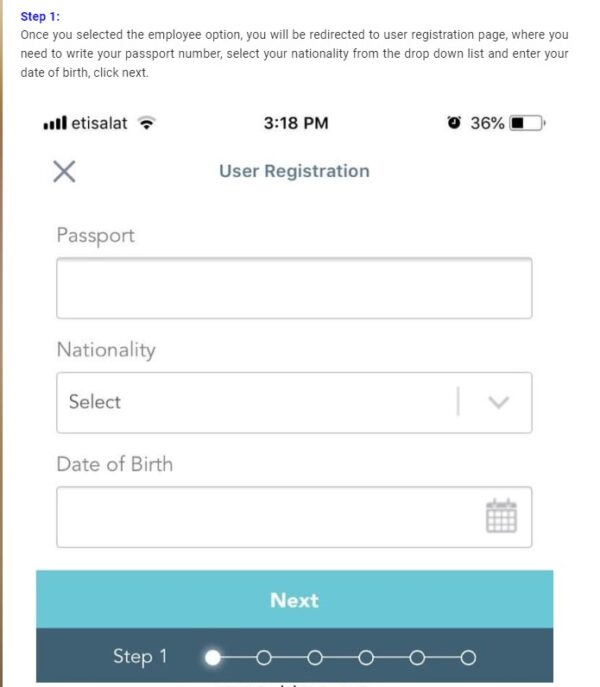 Step 1:
Once you selected the employee option, you will be redirected to user registration page, where you
need to write your passport number, select your nationality from the drop down list and enter your
date of birth, click next.
etisalat 3:18 PM 36%
User Registration
Passport
Nationality
Select
Date of Birth
Next
Step 1